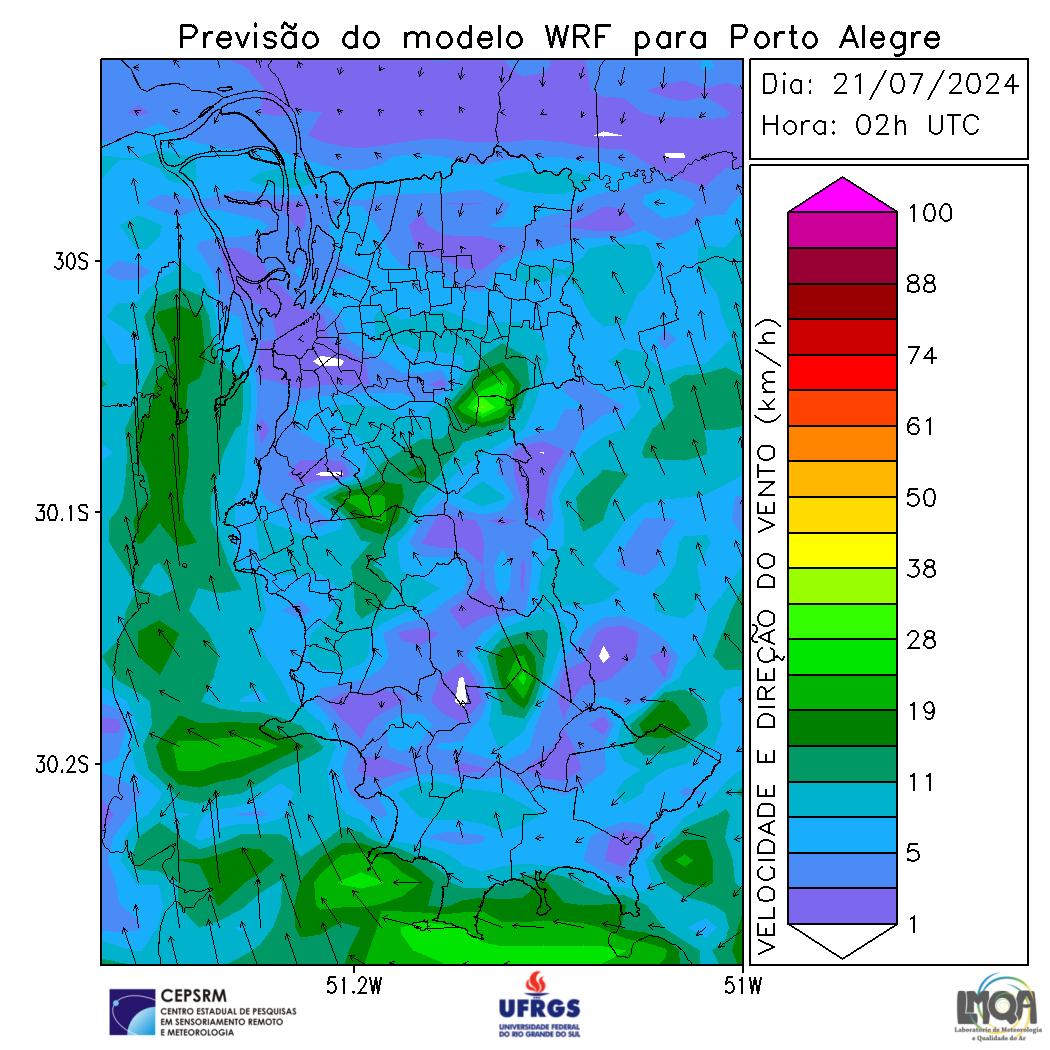 Previsão do modelo WRF para Porto Alegre
Dia: 21/07/2024
Hora: 02h UTC
30S
30.1S
30.2S
51.2W
51W
VELOCIDADE E DIREÇÃO DO VENTO (km/h)
100
88
74
61
50
38
28
19
11
5
1
CEPSRM
CENTRO ESTADUAL DE PESQUISAS
EM SENSORIAMENTO REMOTO
E METEOROLOGIA
UFRGS
UNIVERSIDADE FEDERAL
DO RIO GRANDE DO SUL
LMQA
Laboratório de Meteorologia
e Qualidade do Ar